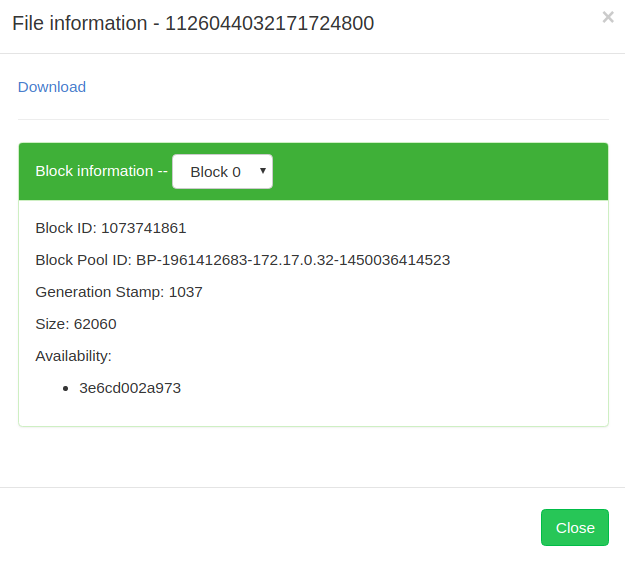 File information - 1126044032171724800
×
Download
Block information -- Block 0
Block ID: 1073741861
Block Pool ID: BP-1961412683-172.17.0.32-1450036414523
Generation Stamp: 1037
Size: 62060
Availability:
3e6cd002a973
Close